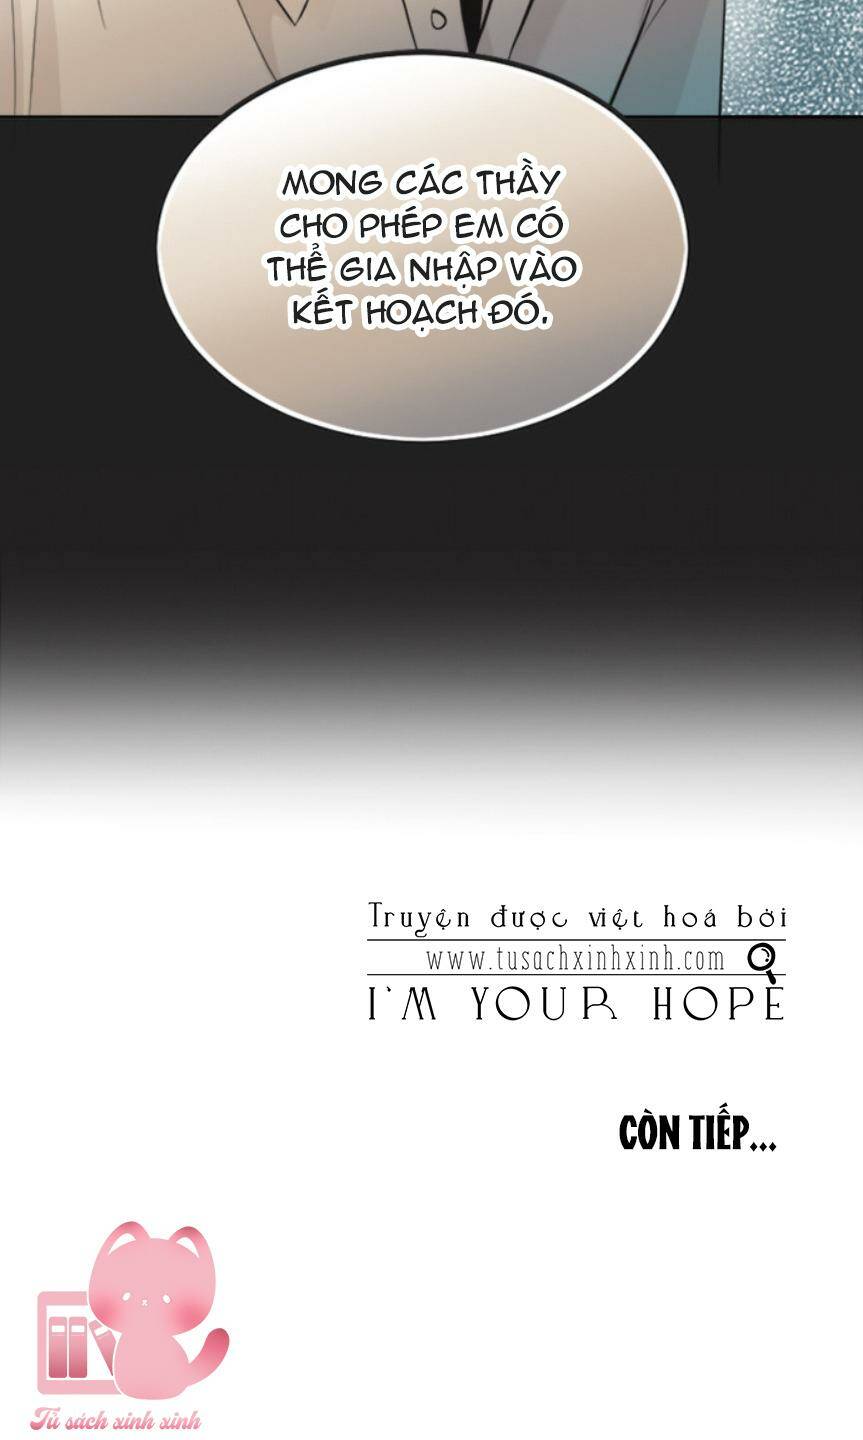 MONG CÁC THẦY
CHO PHÉP EM CÓ
THỂ GIA NHẬP VÀO
KẾT HOẠCH ĐÓ.
Truyện được việt hoá bởi
www.tusachxinhxinh.com
I'M YOUR HOPE
CÒN TIẾP...
Tủ sách xinh xinh